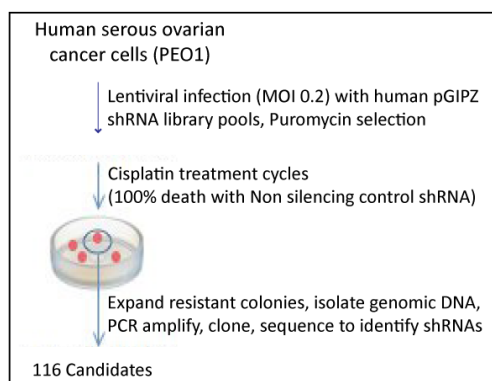 Human serous ovarian
cancer cells (PEO1)
Lentiviral infection (MOI 0.2) with human pGIPZ
shRNA library pools, Puromycin selection
Cisplatin treatment cycles
(100% death with Non silencing control shRNA)
Expand resistant colonies, isolate genomic DNA,
PCR amplify, clone, sequence to identify shRNAs
116 Candidates